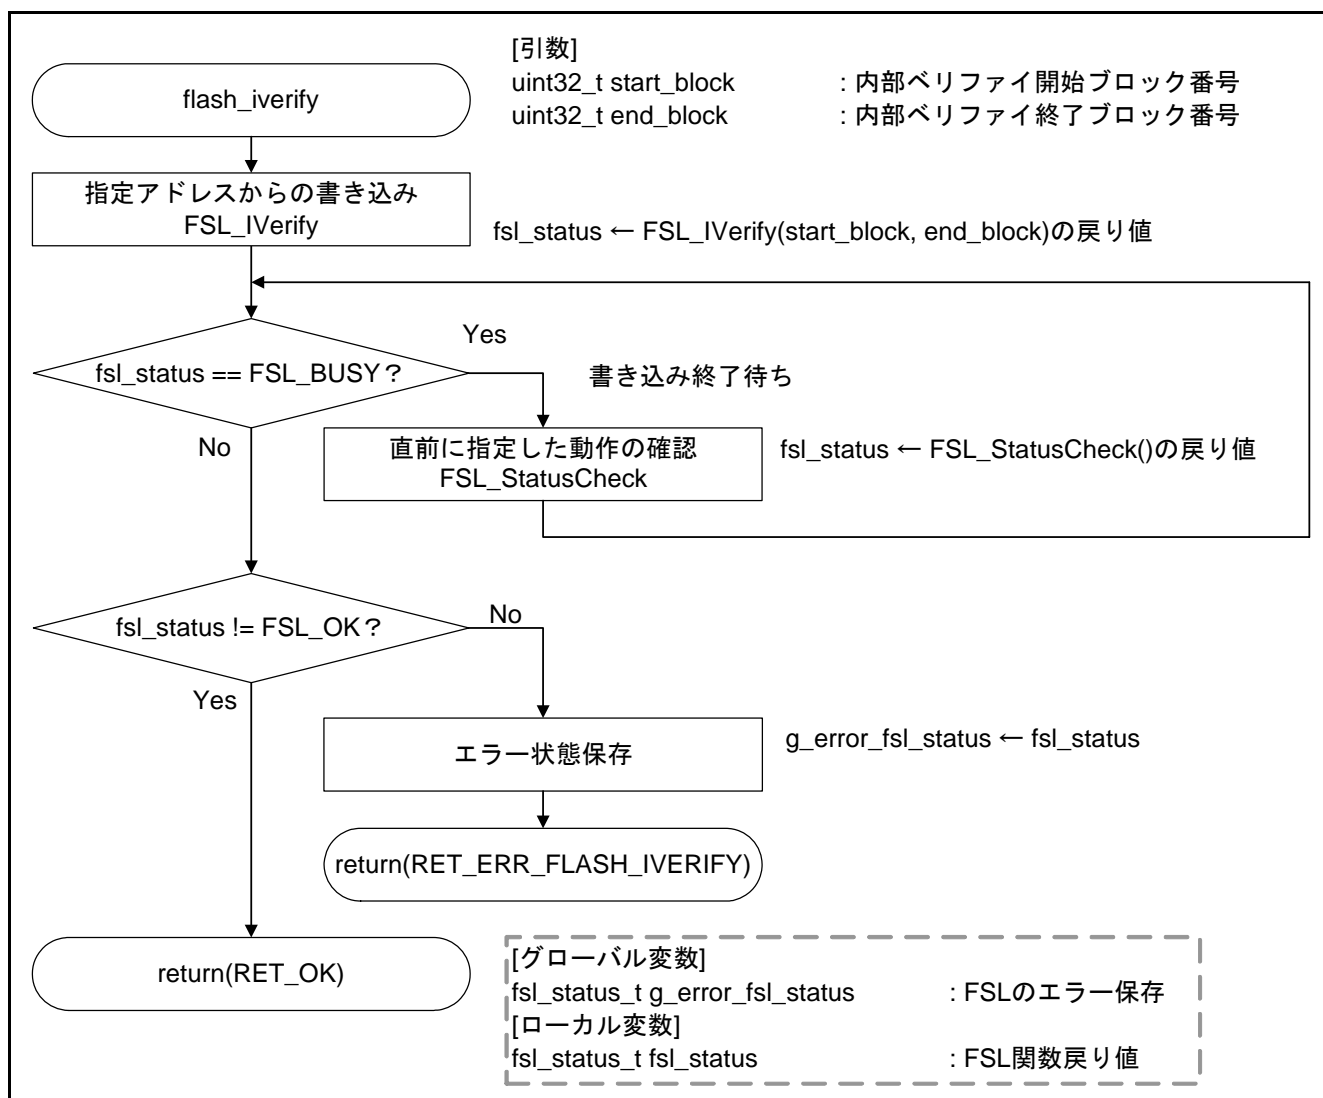 [引数]
flash_iverify
uint32_t start_block : 内部ベリファイ開始ブロック番号
uint32_t end_block : 内部ベリファイ終了ブロック番号
指定アドレスからの書き込み
FSL_IVerify
fsl_status ← FSL_IVerify(start_block, end_block)の戻り値
Yes
fsl_status == FSL_BUSY？
書き込み終了待ち
No
直前に指定した動作の確認
FSL_StatusCheck
fsl_status ← FSL_StatusCheck()の戻り値
No
fsl_status != FSL_OK？
Yes
エラー状態保存
g_error_fsl_status ← fsl_status
return(RET_ERR_FLASH_IVERIFY)
return(RET_OK)
[グローバル変数]
fsl_status_t g_error_fsl_status : FSLのエラー保存
[ローカル変数]
fsl_status_t fsl_status : FSL関数戻り値